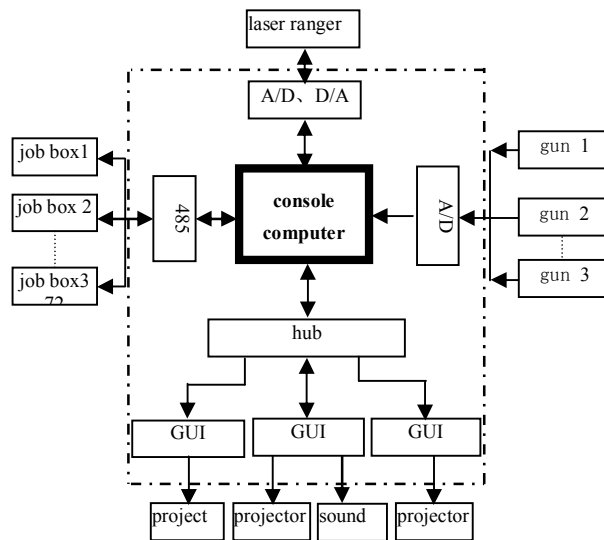 laser ranger
A/D、D/A
job box1
job box 2
job box3
72
485
console
computer
A/D
gun 1
gun 2
gun 3
hub
GUI
GUI
GUI
project
projector
sound
projector